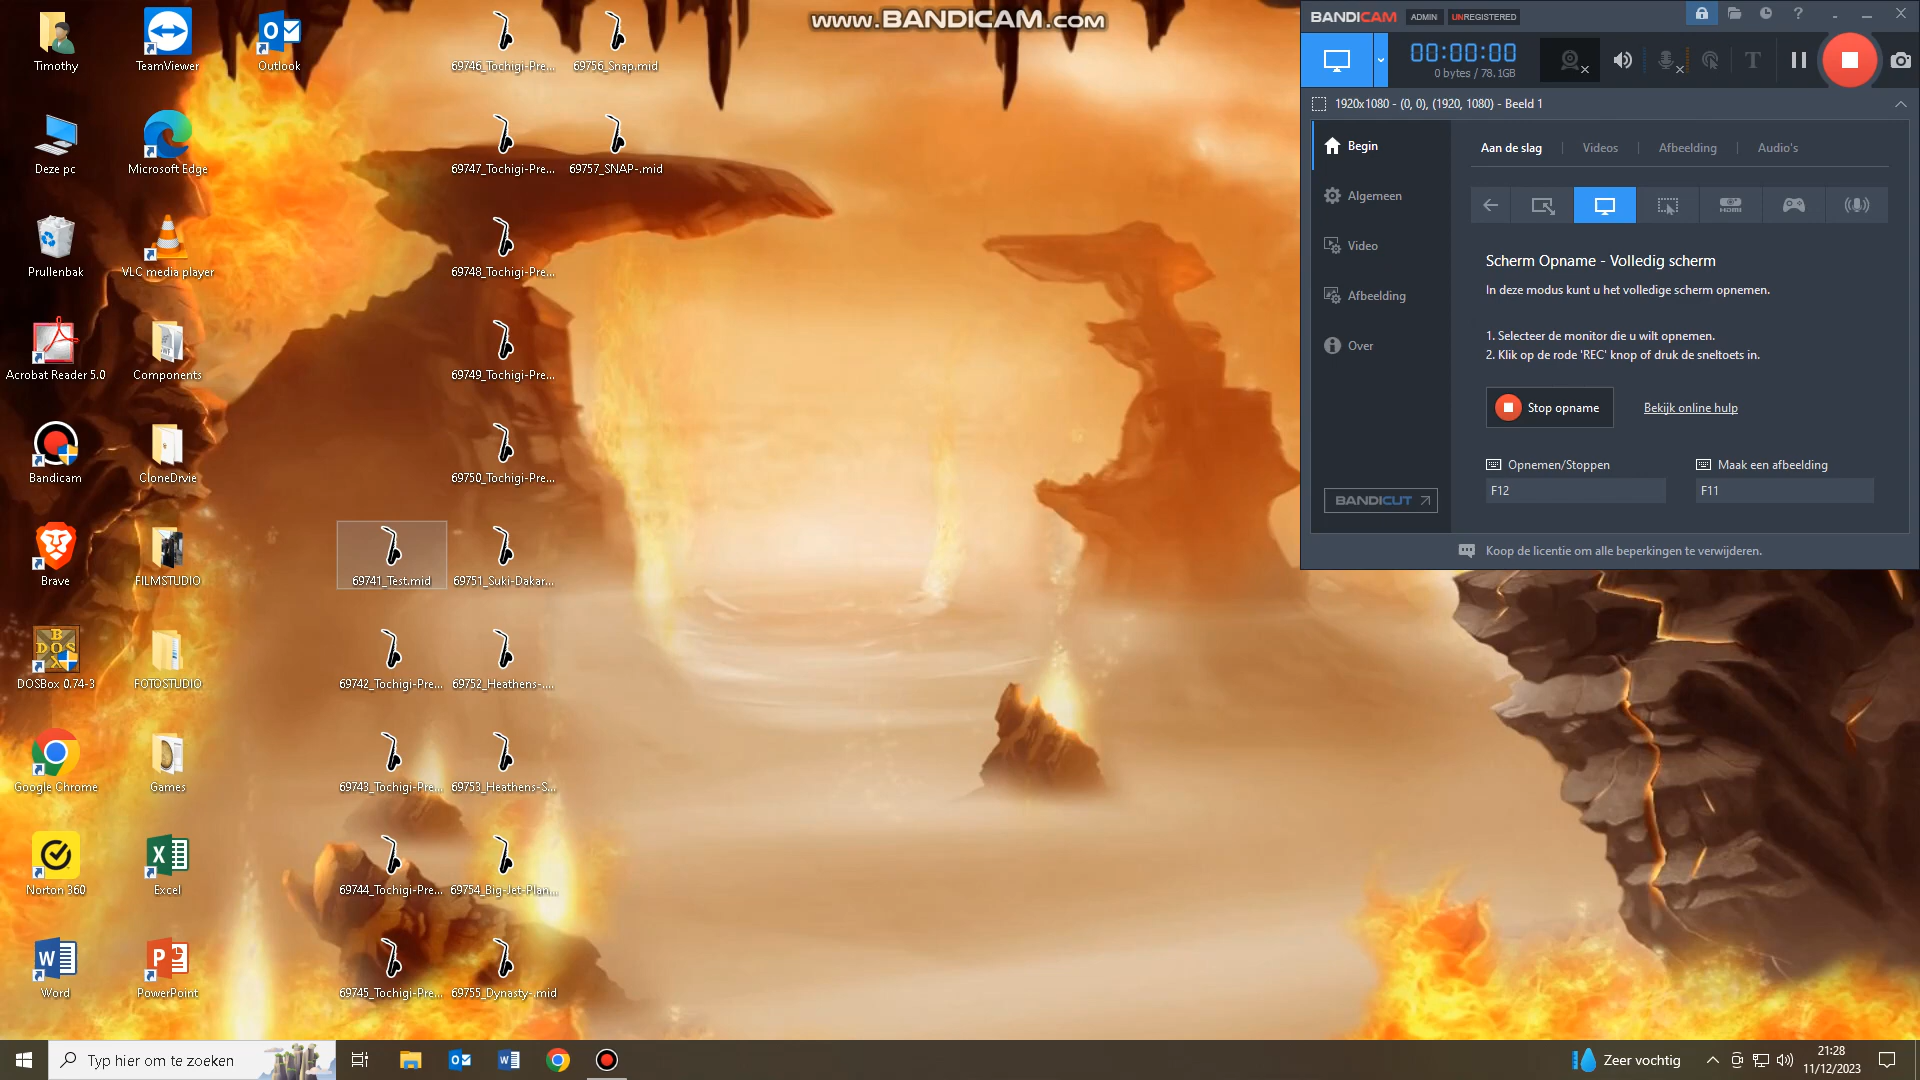 www.BANDICAM.com
Timothy
TeamViewer
Outlook
69746_Tochigi-Pre...
69756_Snap.mid
Deze pc
Microsoft Edge
69747_Tochigi-Pre...
69757_SNAP-.mid
Prullenbak
VLC media player
69748_Tochigi-Pre...
Acrobat Reader 5.0
Components
69749_Tochigi-Pre...
Bandicam
CloneDrvie
69750_Tochigi-Pre...
Brave
FILMSTUDIO
69741_Test.mid
69751_Suki-Dakar...
DOSBox 0.74-3
FOTOSTUDIO
69742_Tochigi-Pre...
69752_Heathens-....
Google Chrome
Games
69743_Tochigi-Pre...
69753_Heathens-S...
Norton 360
Excel
69744_Tochigi-Pre...
69754_Big-Jet-Plan...
Word
PowerPoint
69745_Tochigi-Pre...
69755_Dynasty-.mid
BANDICAM
ADMIN
UNREGISTERED
00:00:00
0 bytes / 78.1GB
1920x1080 - (0, 0), (1920, 1080) - Beeld 1
Begin
Algemeen
Video
Afbeelding
Over
BANDICUT
Aan de slag
Videos
Afbeelding
Audio's
HDMI
Scherm Opname - Volledig scherm
In deze modus kunt u het volledige scherm opnemen.
1. Selecteer de monitor die u wilt opnemen.
2. Klik op de rode 'REC' knop of druk de sneltoets in.
Stop opname
Bekijk online hulp
Opnemen/Stoppen
Maak een afbeelding
F12
F11
Koop de licentie om alle beperkingen te verwijderen.
Typ hier om te zoeken
Zeer vochtig
21:28
11/12/2023